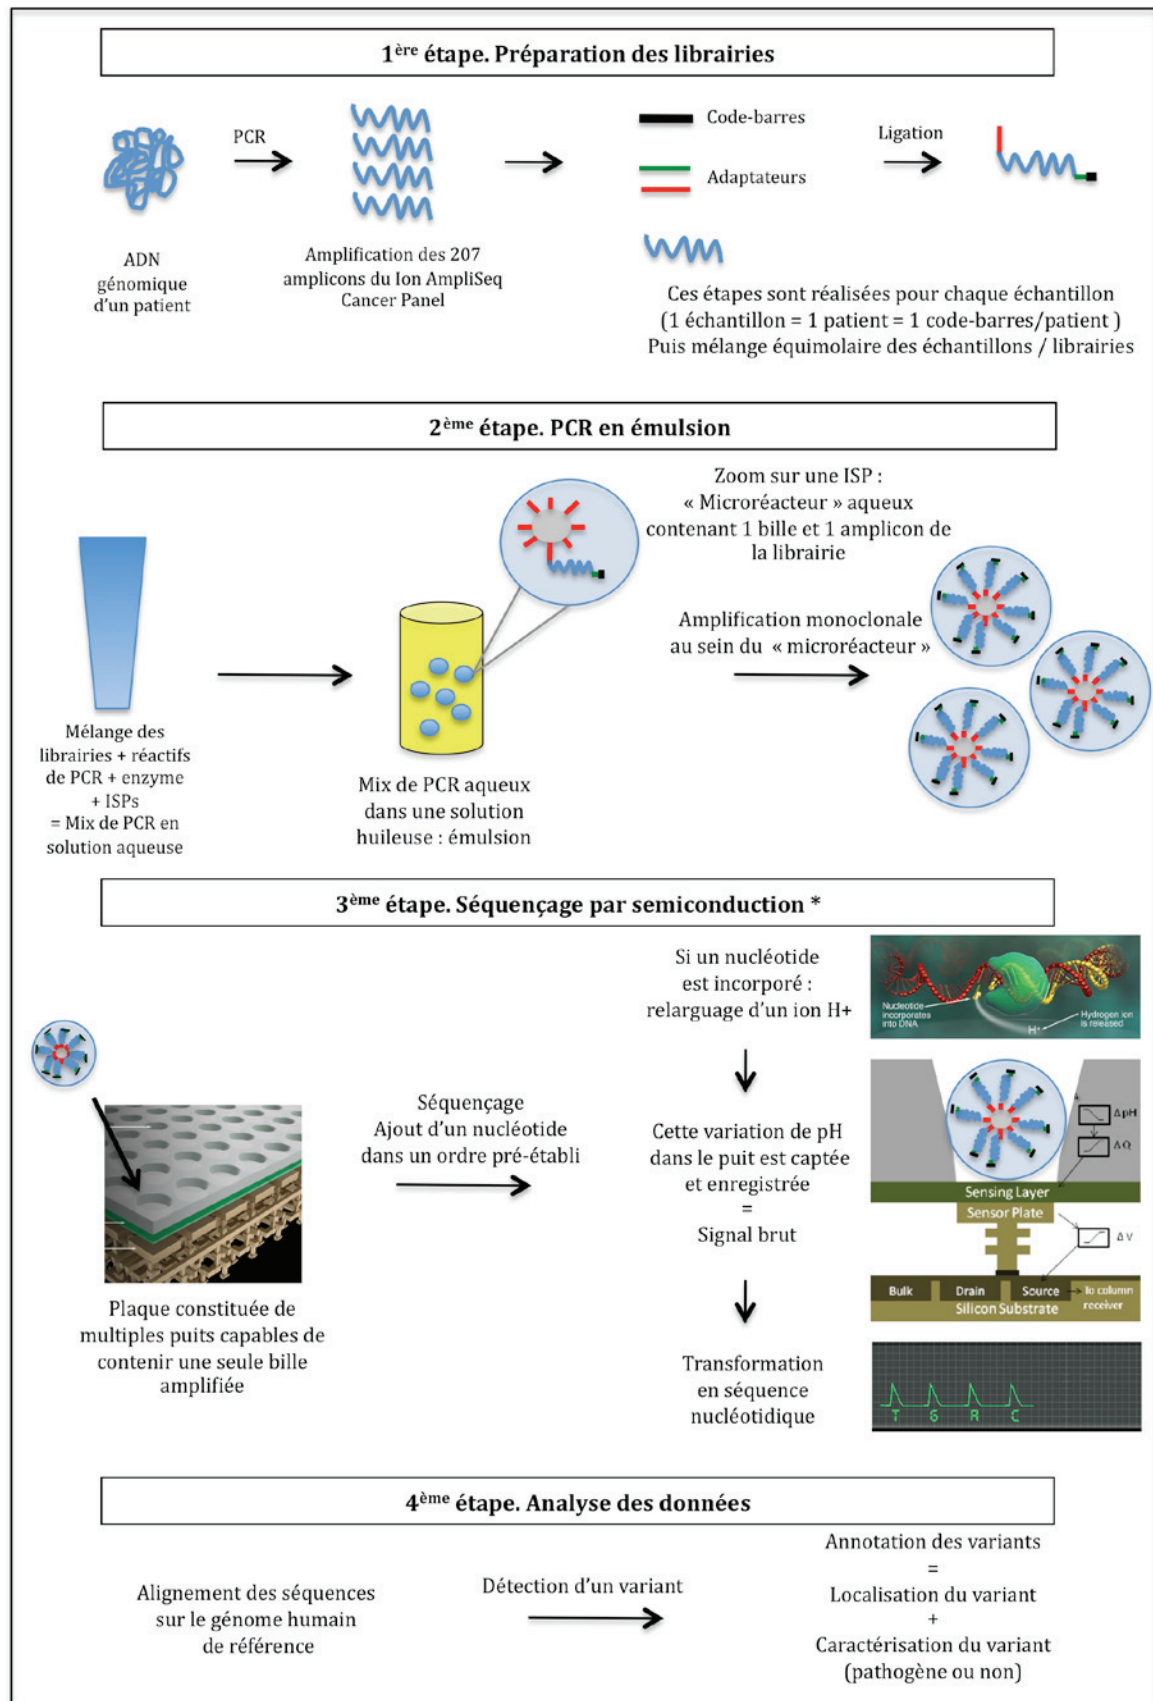 1ère étape. Préparation des librairies
PCR
Code-barres
Ligation
Adaptateurs
ADN
génomique
d'un patient
Amplification des 207
amplicons du Ion AmpliSeq
Cancer Panel
Ces étapes sont réalisées pour chaque échantillon
(1 échantillon = 1 patient = 1 code-barres/patient )
Puis mélange équimolaire des échantillons / librairies
2ème étape. PCR en émulsion
Zoom sur une ISP :
« Microréacteur » aqueux
contenant 1 bille et 1 amplicon de
la librairie
Amplification monoclonale
au sein du « microréacteur »
Mélange des
librairies + réactifs
de PCR + enzyme
+ ISPs
= Mix de PCR en
solution aqueuse
Mix de PCR aqueux
dans une solution
huileuse : émulsion
3ème étape. Séquençage par semiconduction *
Si un nucléotide
est incorporé :
relarguage d'un ion H+
Nucleotide
incorporates
into DNA
H+
Hydrogen ion
is released
Séquençage
Ajout d'un nucléotide
dans un ordre pré-établi
Cette variation de pH
dans le puit est captée
et enregistrée
=
Signal brut
Δ pH
Δ Q
Sensing Layer
Sensor Plate
Δ V
Bulk
Drain
Source
To column
receiver
Silicon Substrate
Plaque constituée de
multiples puits capables de
contenir une seule bille
amplifiée
Transformation
en séquence
nucléotidique
T G A C
4ème étape. Analyse des données
Alignement des séquences
sur le génome humain
de référence
Détection d'un variant
Annotation des variants
=
Localisation du variant
+
Caractérisation du variant
(pathogène ou non)